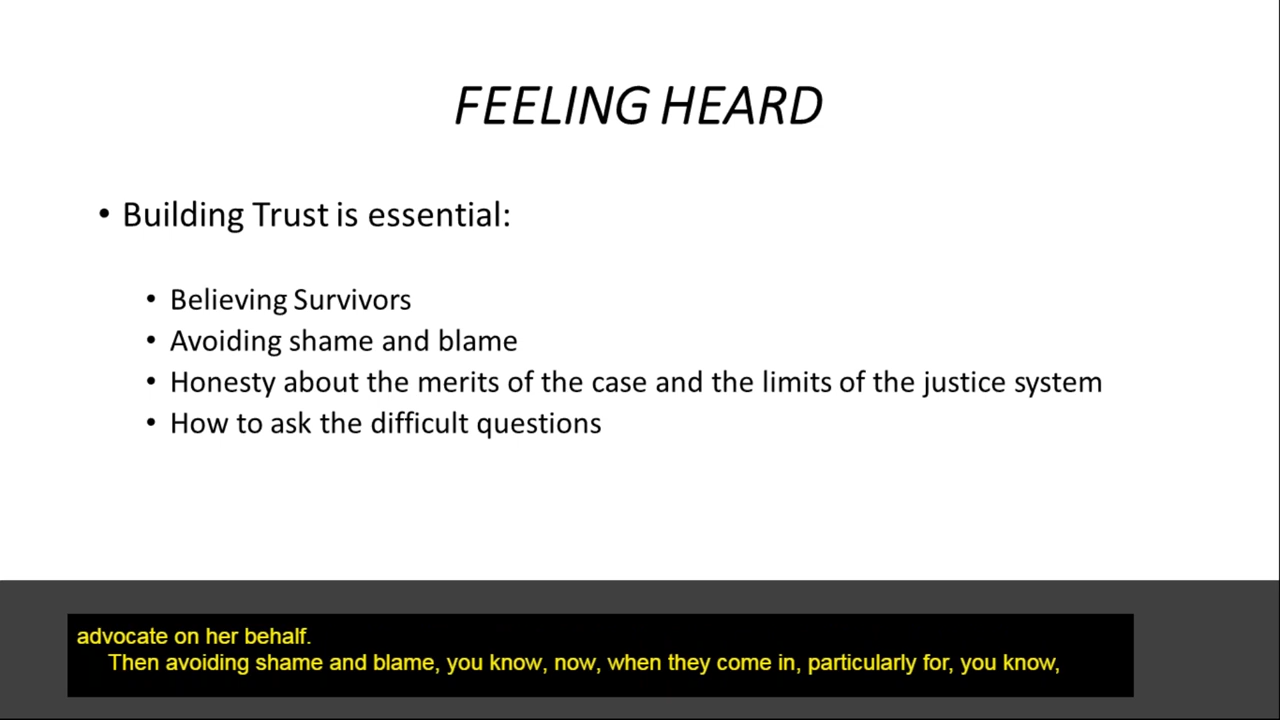 FEELING HEARD
• Building Trust is essential:
• Believing Survivors
• Avoiding shame and blame
• Honesty about the merits of the case and the limits of the justice system
• How to ask the difficult questions
advocate on her behalf.
Then avoiding shame and blame, you know, now, when they come in, particularly for, you know,